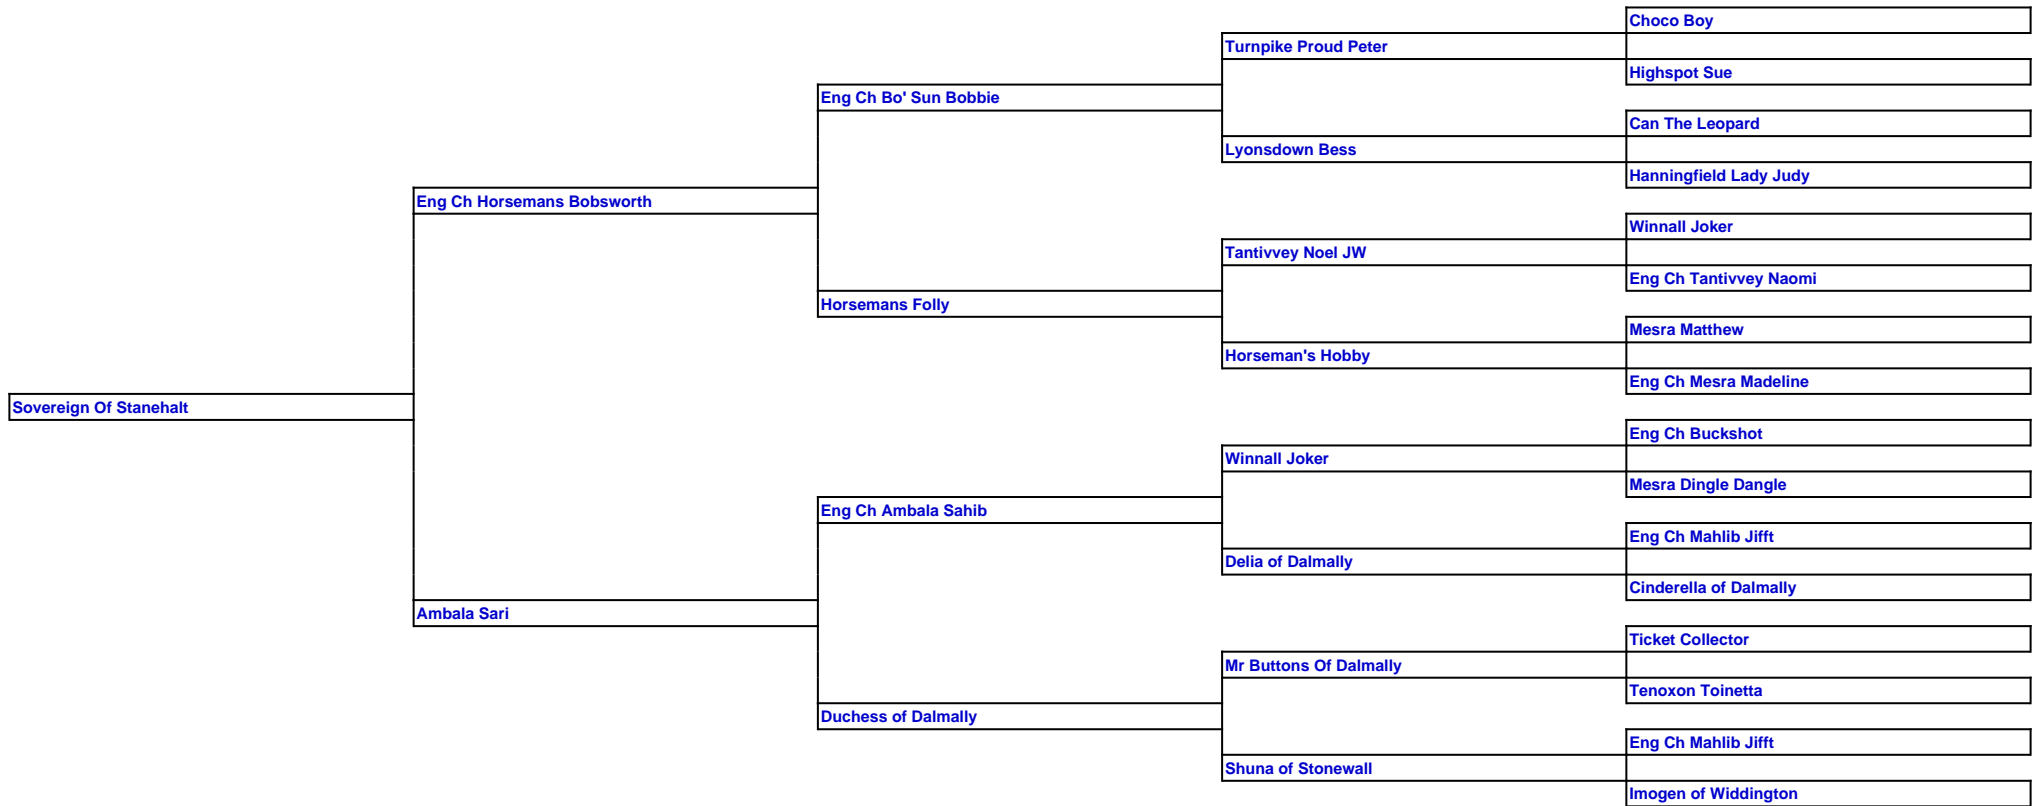 Choco Boy
Turnpike Proud Peter
Highspot Sue
Eng Ch Bo' Sun Bobbie
Can The Leopard
Lyonsdown Bess
Hanningfield Lady Judy
Eng Ch Horsemans Bobsworth
Winnall Joker
Tantivvey Noel JW
Eng Ch Tantivvey Naomi
Horsemans Folly
Mesra Matthew
Horseman's Hobby
Eng Ch Mesra Madeline
Sovereign Of Stanehalt
Eng Ch Buckshot
Winnall Joker
Mesra Dingle Dangle
Eng Ch Ambala Sahib
Eng Ch Mahlib Jifft
Delia of Dalmally
Cinderella of Dalmally
Ambala Sari
Ticket Collector
Mr Buttons Of Dalmally
Tenoxon Toinetta
Duchess of Dalmally
Eng Ch Mahlib Jifft
Shuna of Stonewall
Imogen of Widdington